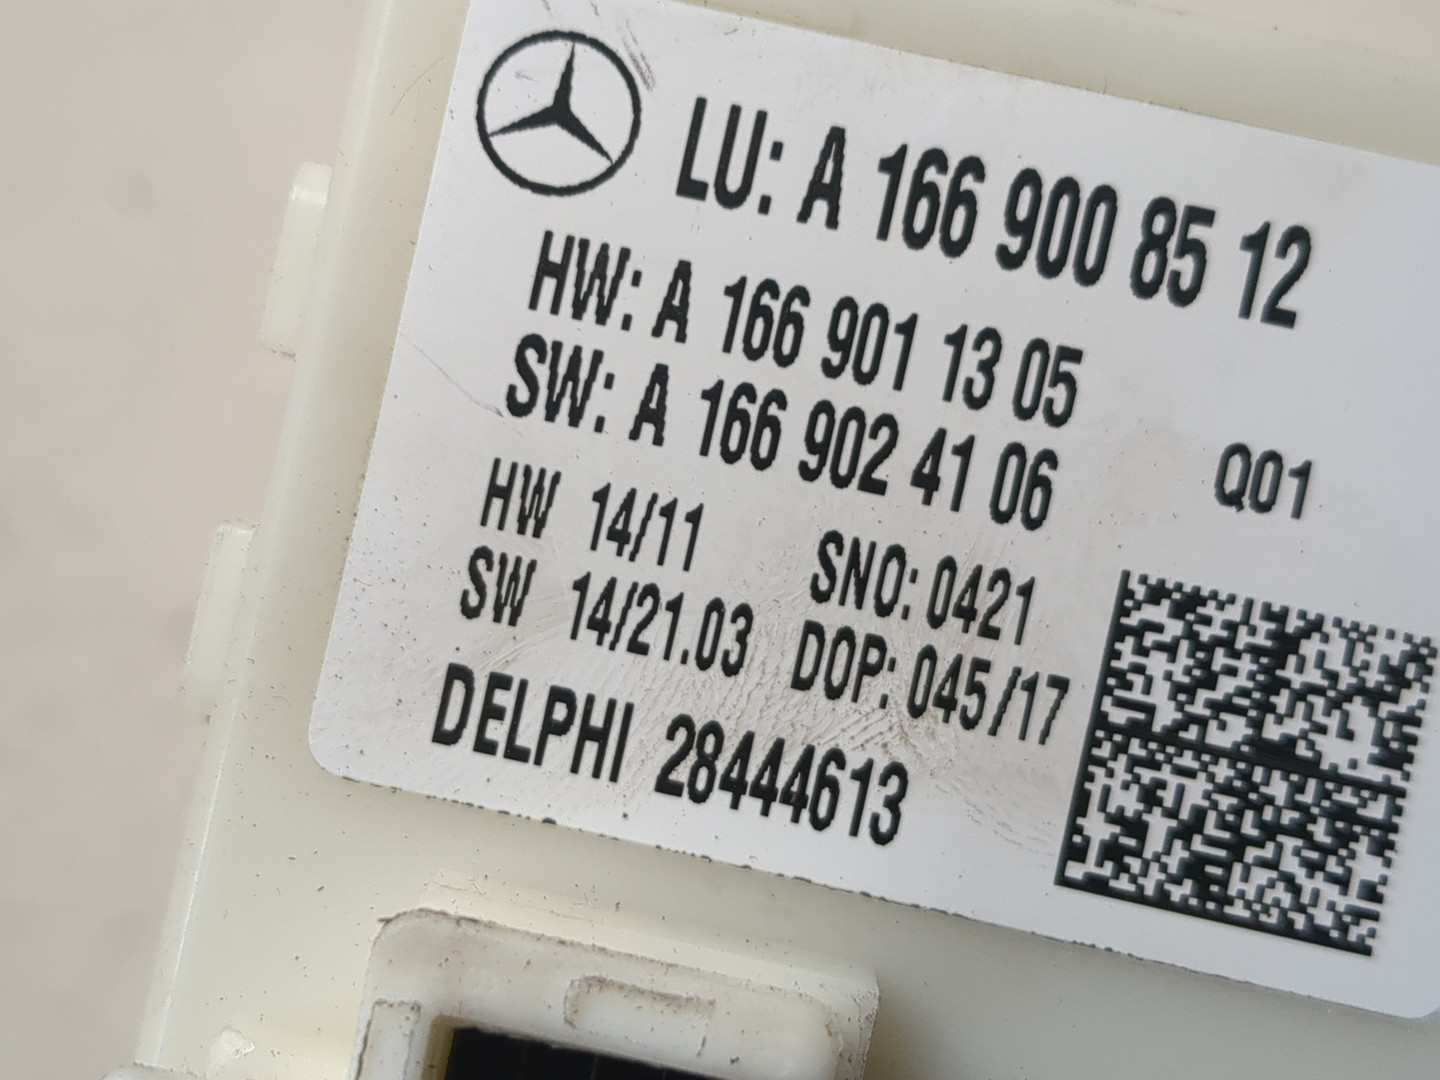 LU: A 166 900 85 12
HW: A 166 901 13 05
SW: A 166 902 41 06 Q01
HW 14/11 SNO: 0421
SW 14/21.03 DOP: 045/17
DELPHI 28444613